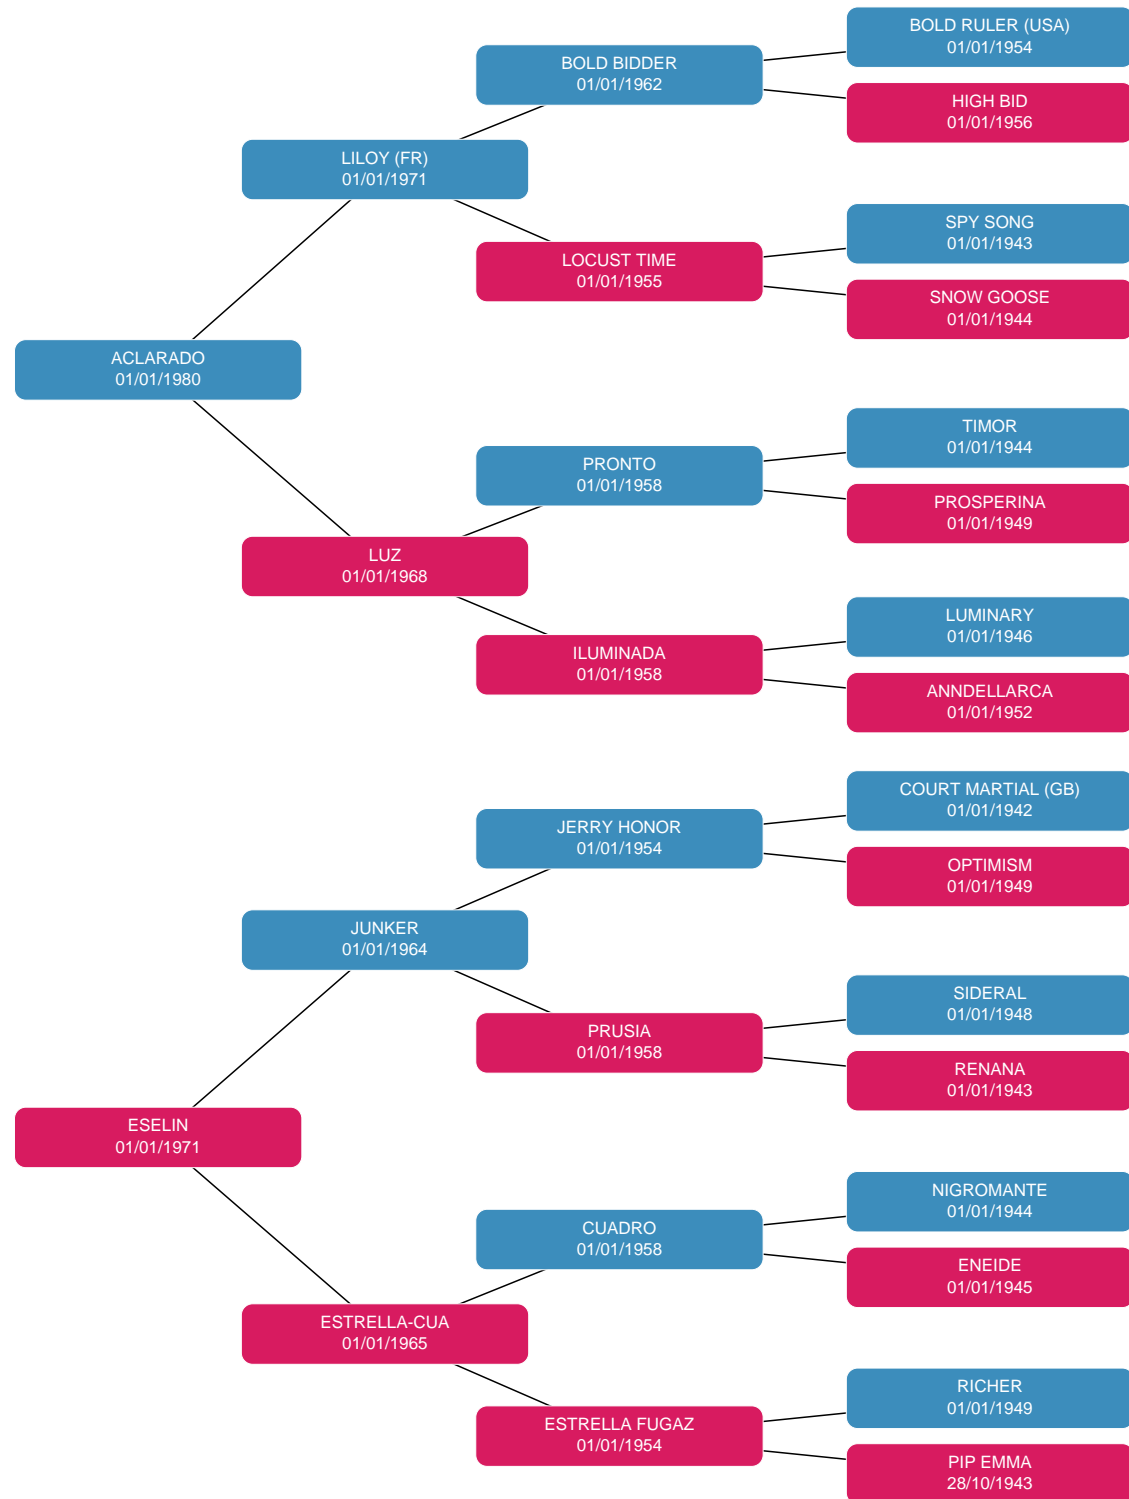 BOLD RULER (USA)
01/01/1954
BOLD BIDDER
01/01/1962
HIGH BID
01/01/1956
LILOY (FR)
01/01/1971
SPY SONG
01/01/1943
LOCUST TIME
01/01/1955
SNOW GOOSE
01/01/1944
ACLARADO
01/01/1980
TIMOR
01/01/1944
PRONTO
01/01/1958
PROSPERINA
01/01/1949
LUZ
01/01/1968
LUMINARY
01/01/1946
ILUMINADA
01/01/1958
ANNDELLARCA
01/01/1952
COURT MARTIAL (GB)
01/01/1942
JERRY HONOR
01/01/1954
OPTIMISM
01/01/1949
JUNKER
01/01/1964
SIDERAL
01/01/1948
PRUSIA
01/01/1958
RENANA
01/01/1943
ESELIN
01/01/1971
NIGROMANTE
01/01/1944
CUADRO
01/01/1958
ENEIDE
01/01/1945
ESTRELLA-CUA
01/01/1965
RICHER
01/01/1949
ESTRELLA FUGAZ
01/01/1954
PIP EMMA
28/10/1943